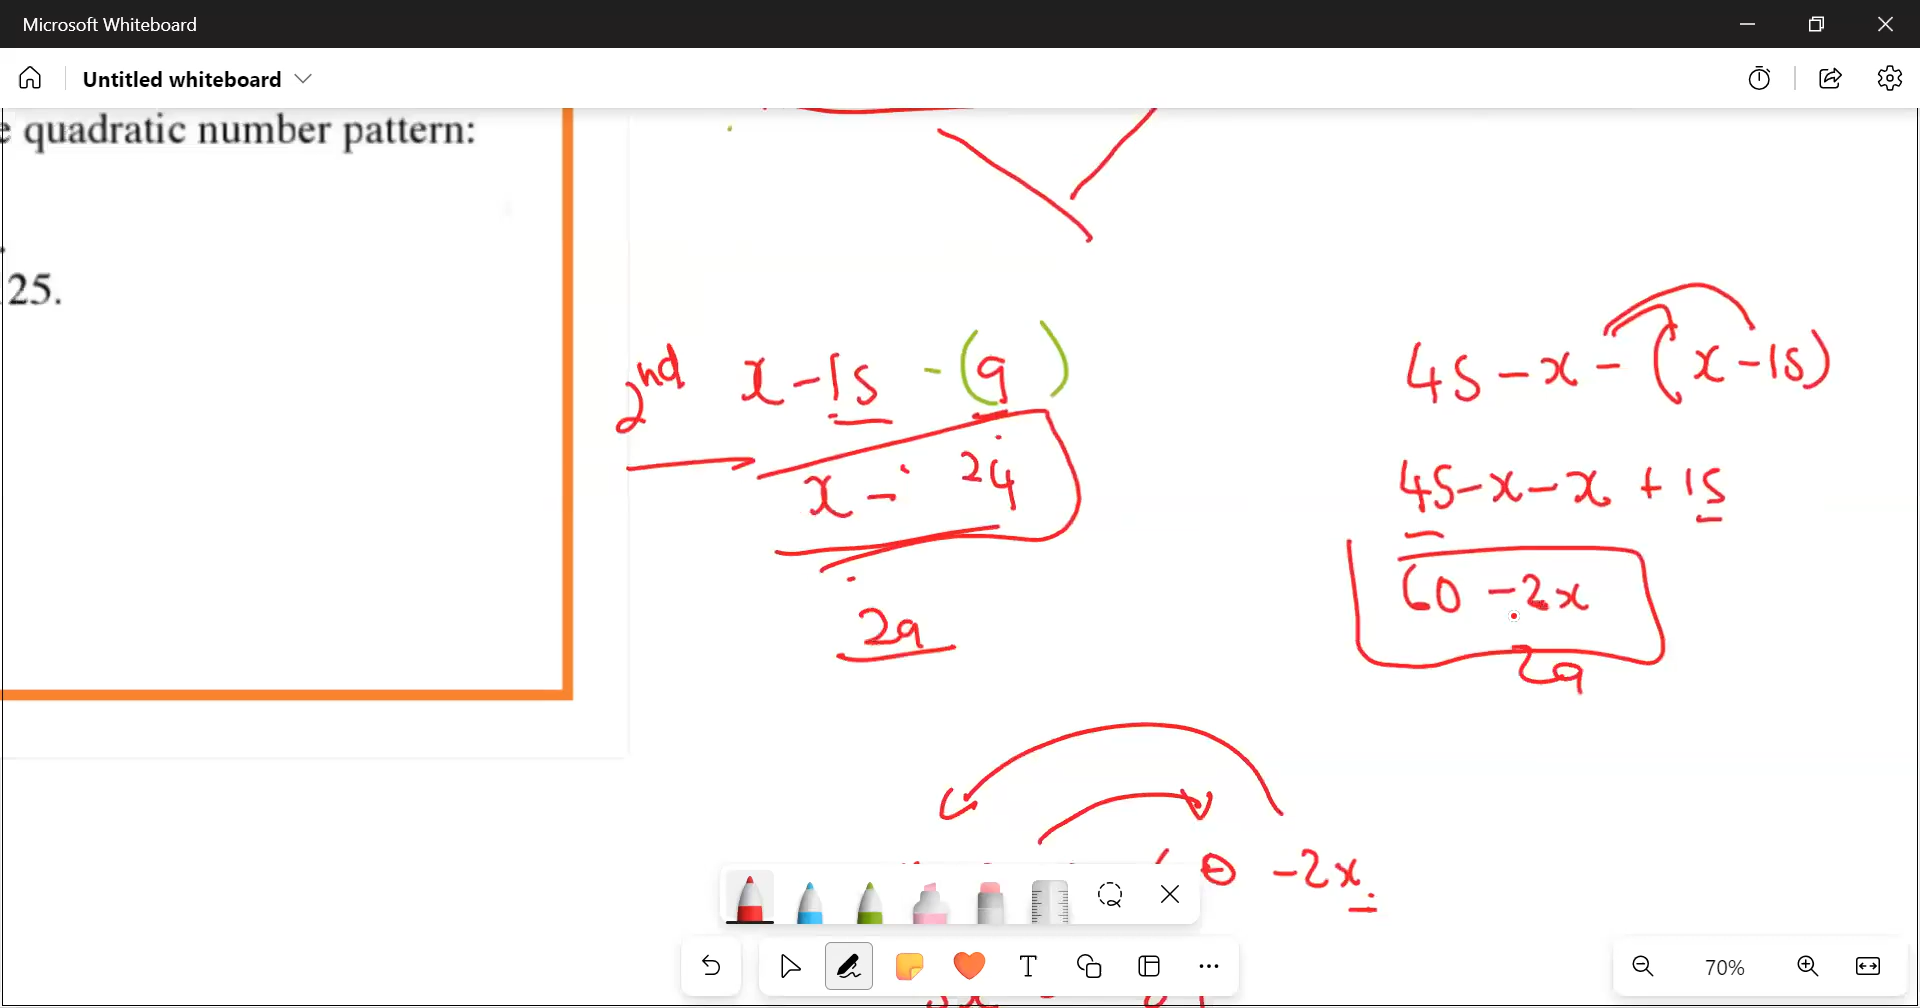 Microsoft Whiteboard
Untitled whiteboard
quadratic number pattern:
25.
2nd x - 15 - (9)
x - 24
2a
45 - x - (x - 15)
45 - x - x + 15
60 - 2x
2a
- 2x
70%